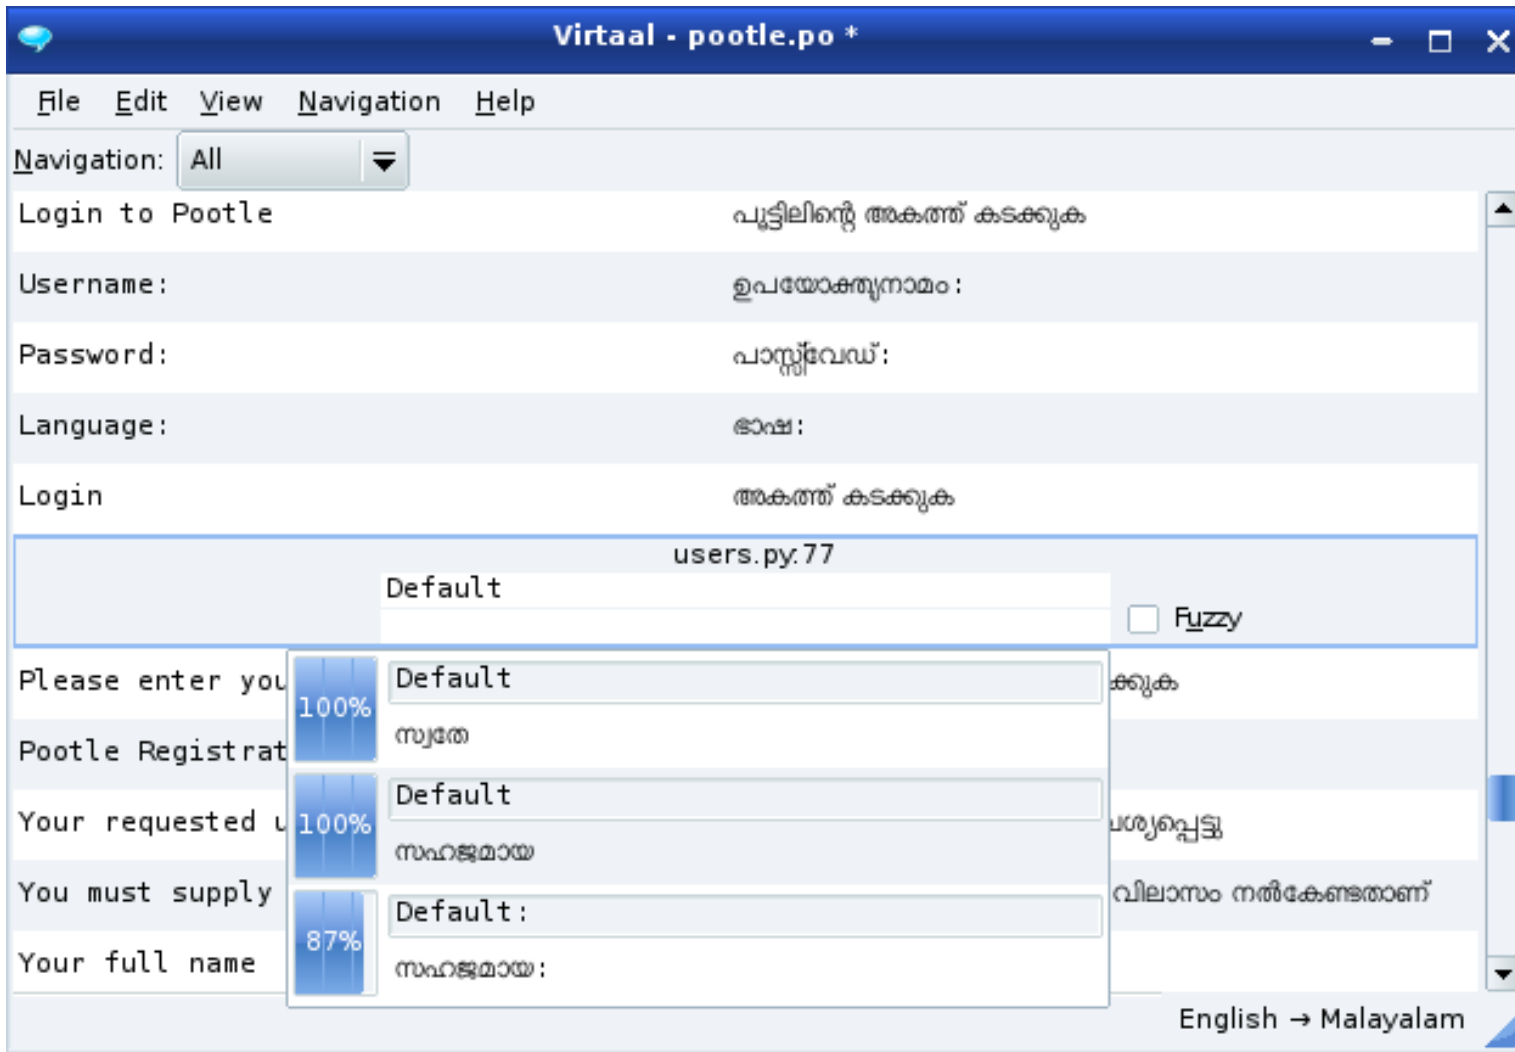 Virtaal - pootle.po *
File Edit View Navigation Help
Navigation: All
Login to Pootle പൂട്ടിലിന്റെ അകത്ത് കടക്കുക
Username: ഉപയോക്തൃനാമം:
Password: പാസ്സ്‌വേഡ്:
Language: ഭാഷ:
Login അകത്ത് കടക്കുക
users.py:77
Default
Fuzzy
Please enter you
100% Default
സ്വതേ
Pootle Registrat
100% Default
സഹജമായ
Your requested u
You must supply വിലാസം നൽകേണ്ടതാണ്
87% Default:
സഹജമായ:
Your full name
English → Malayalam